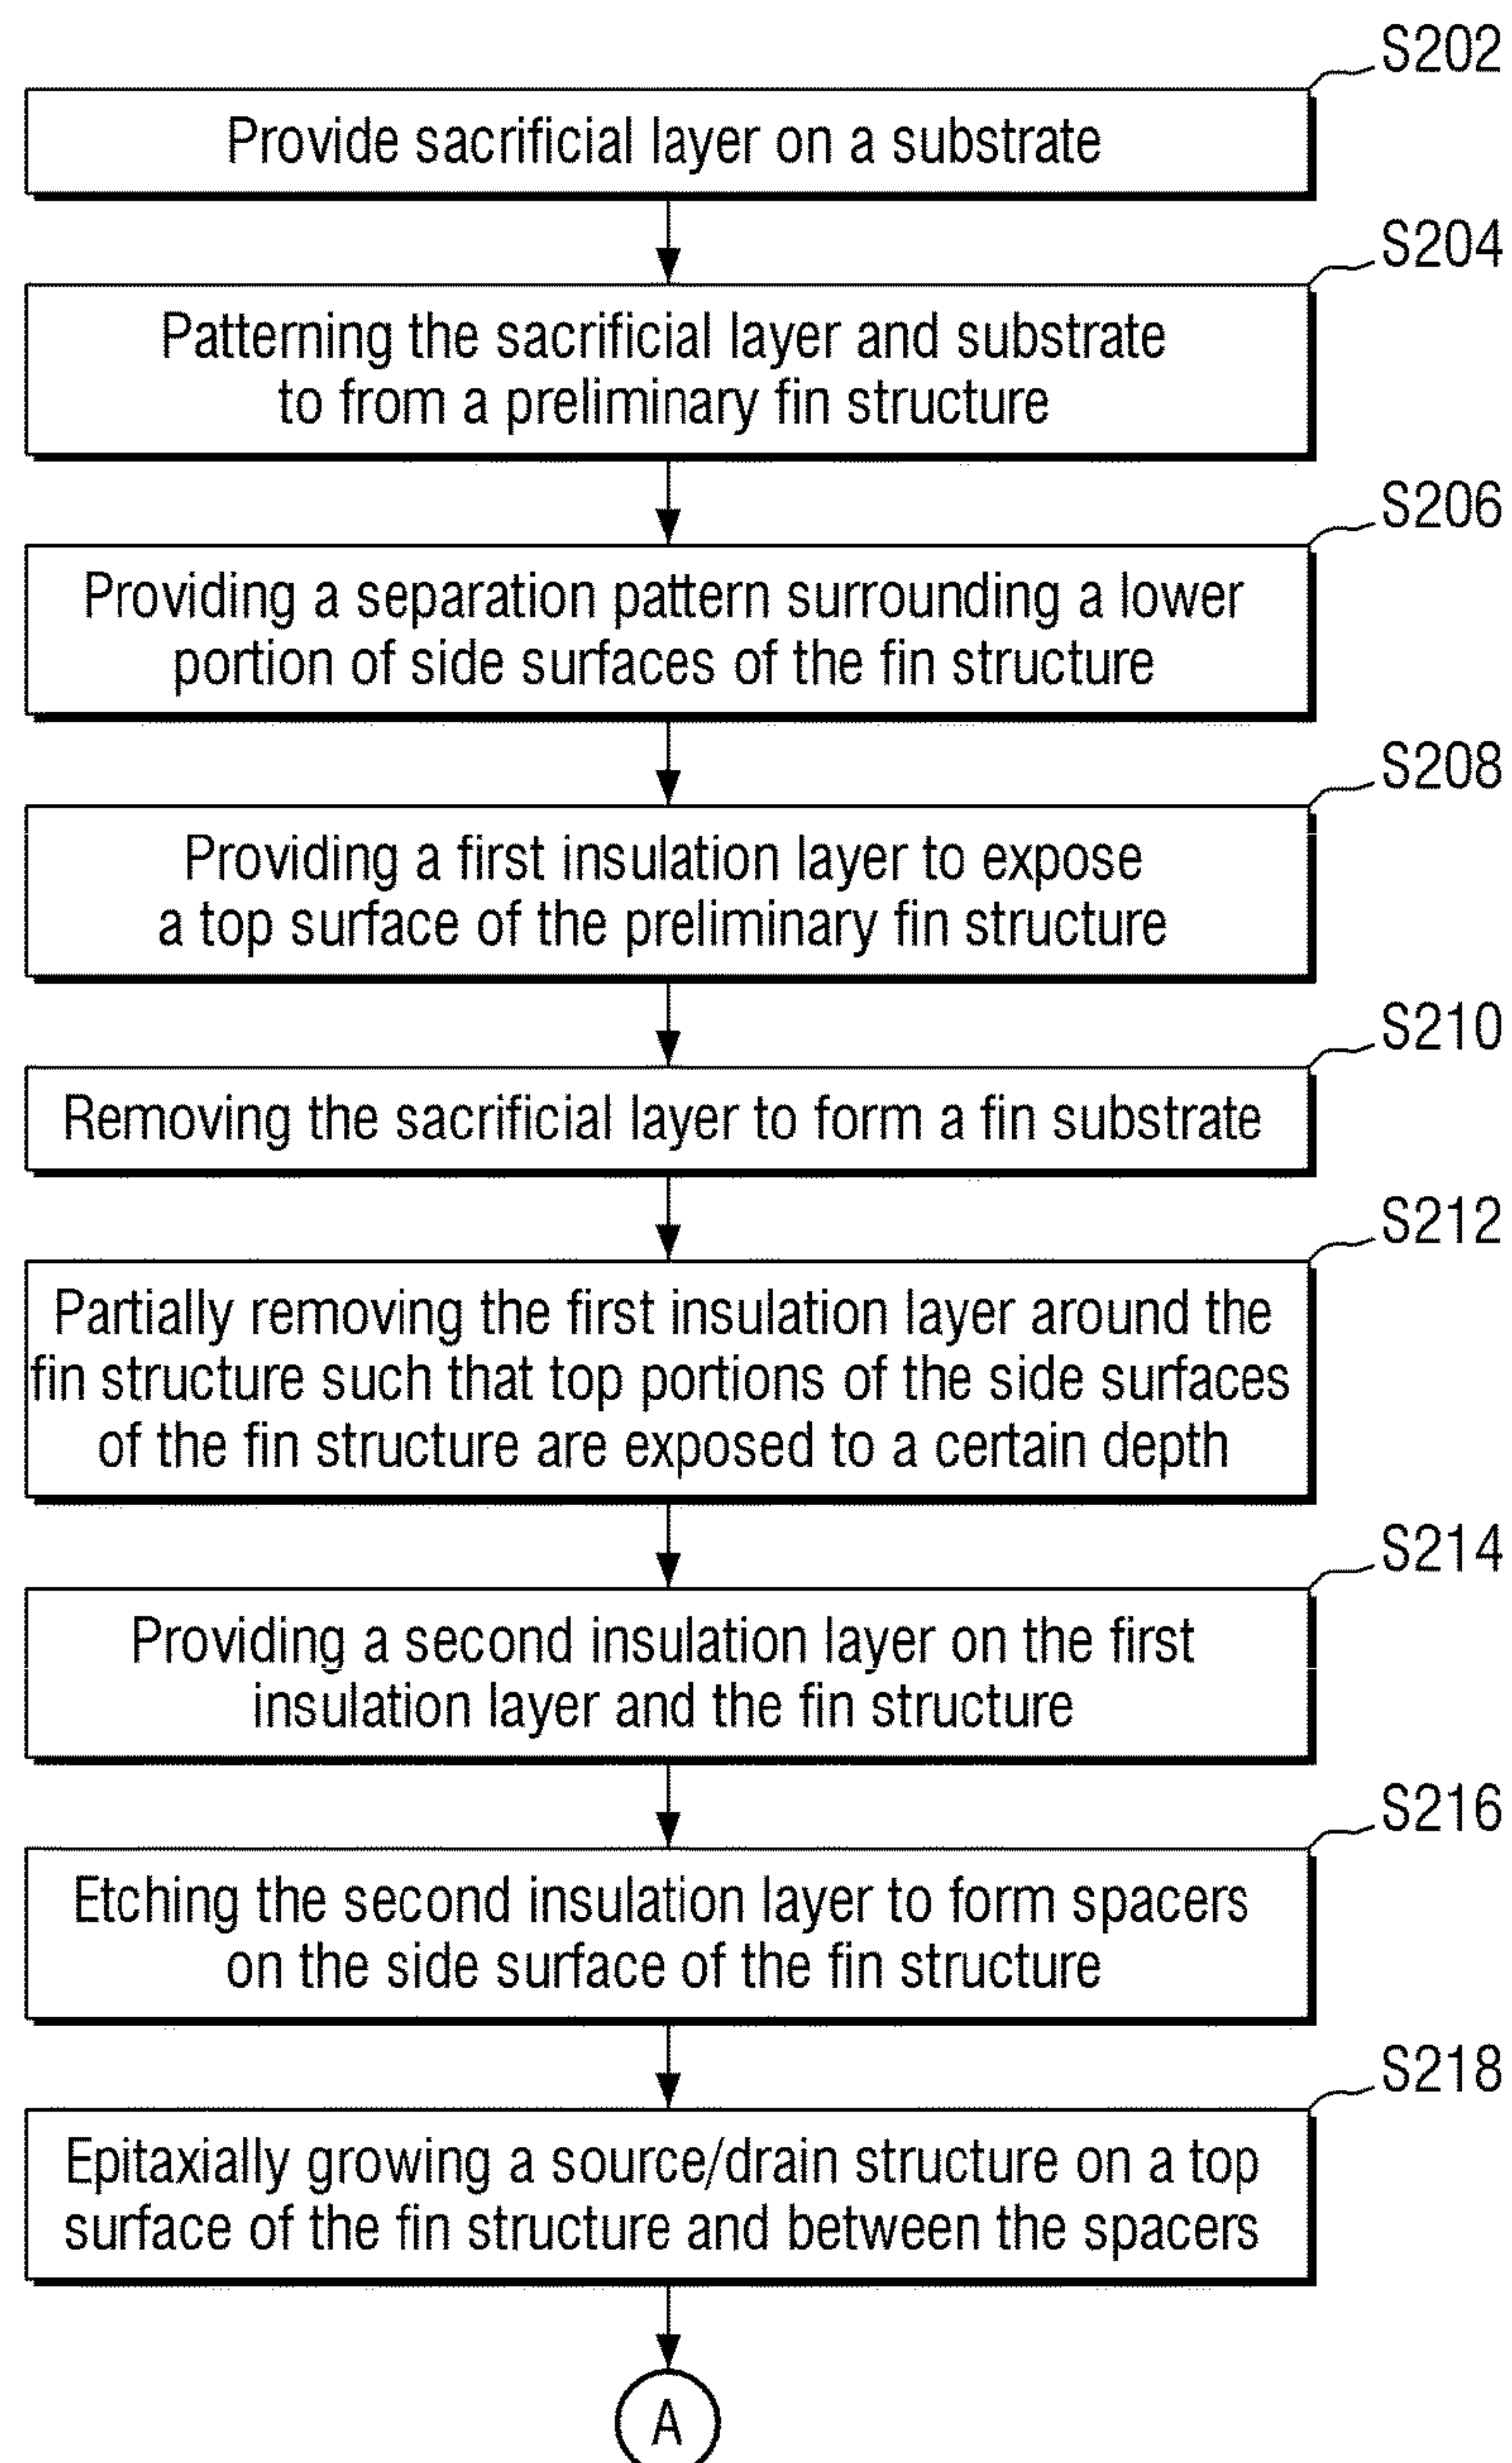 S202
Provide sacrificial layer on a substrate
S204
Patterning the sacrificial layer and substrate
to from a preliminary fin structure
S206
Providing a separation pattern surrounding a lower
portion of side surfaces of the fin structure
S208
Providing a first insulation layer to expose
a top surface of the preliminary fin structure
S210
Removing the sacrificial layer to form a fin substrate
S212
Partially removing the first insulation layer around the
fin structure such that top portions of the side surfaces
of the fin structure are exposed to a certain depth
S214
Providing a second insulation layer on the first
insulation layer and the fin structure
S216
Etching the second insulation layer to form spacers
on the side surface of the fin structure
S218
Epitaxially growing a source/drain structure on a top
surface of the fin structure and between the spacers
A